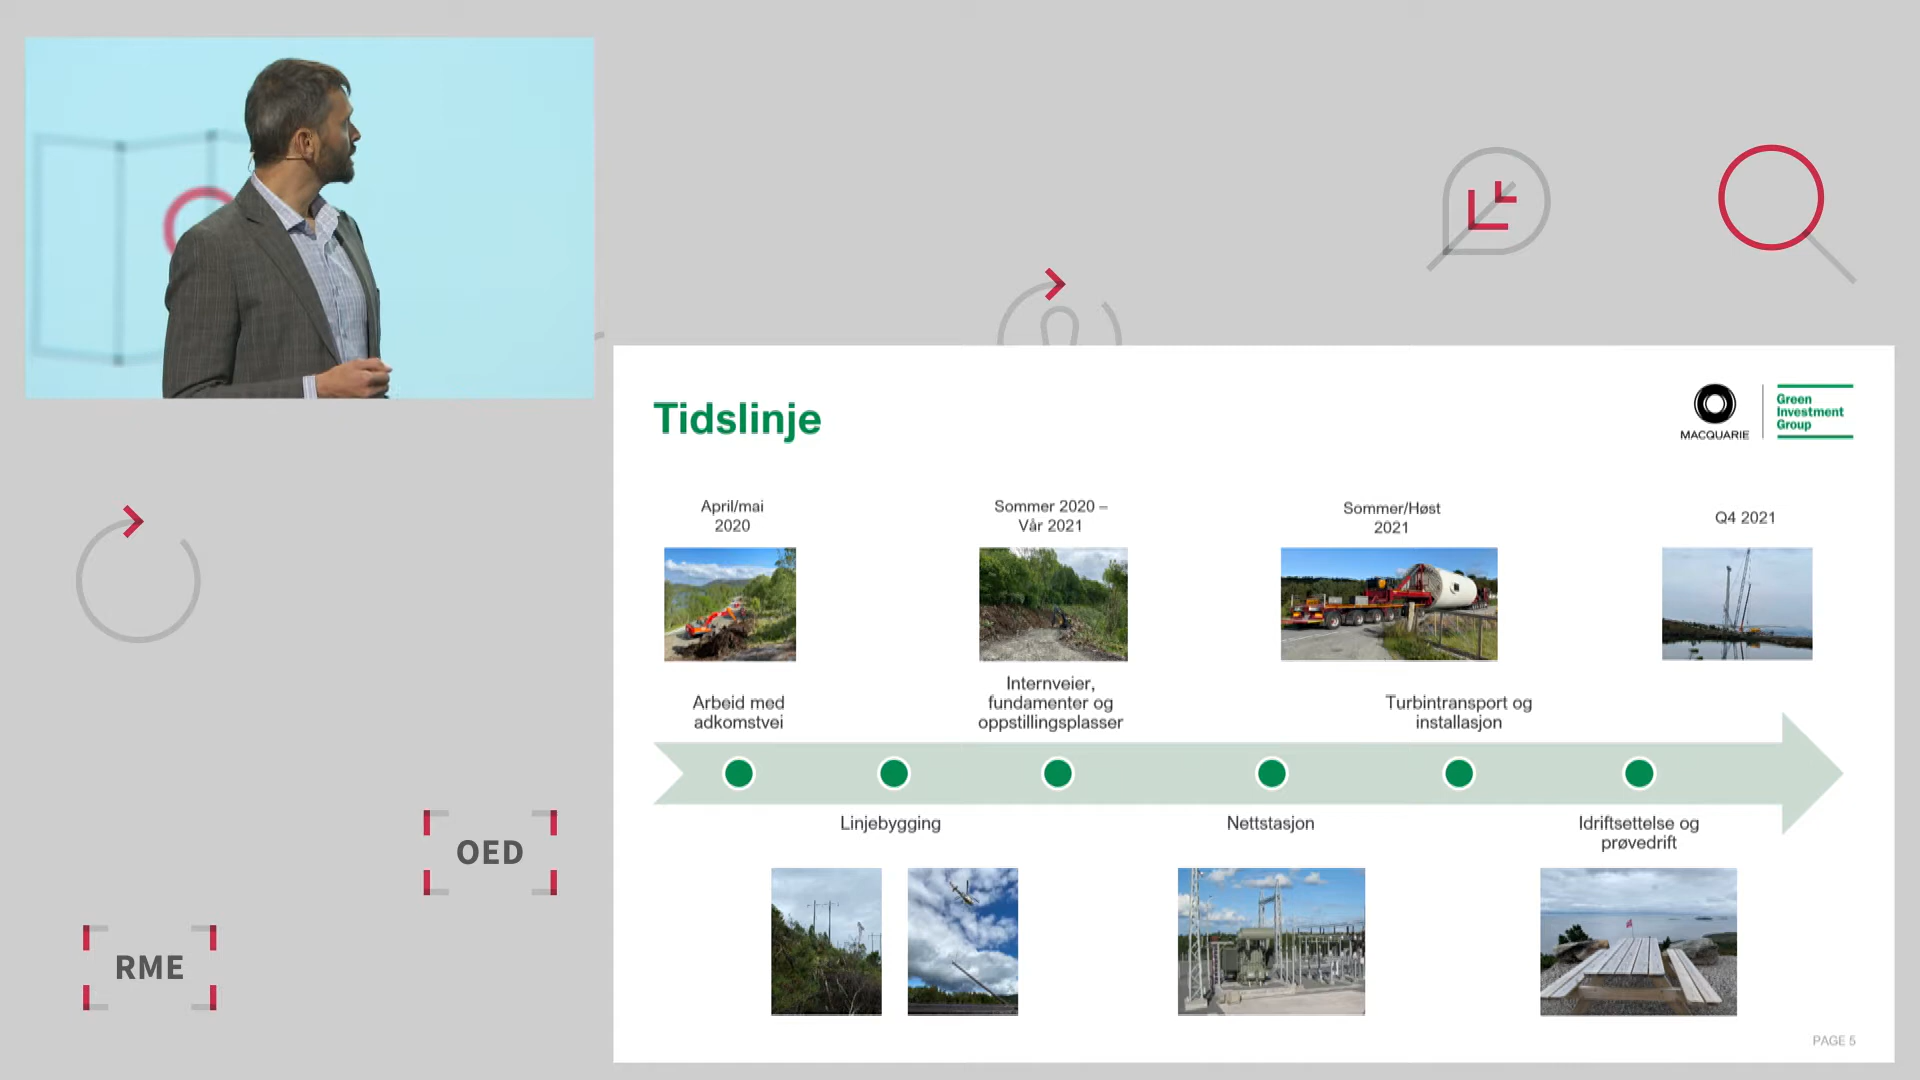 Tidslinje
MACQUARIE
Green
Investment
Group
April/mai
2020
Sommer 2020 –
Vår 2021
Sommer/Høst
2021
Q4 2021
Arbeid med
adkomstvei
Internveier,
fundamenter og
oppstillingsplasser
Turbintransport og
installasjon
Linjebygging
Nettstasjon
Idriftsettelse og
prøvedrift
OED
RME
PAGE 5